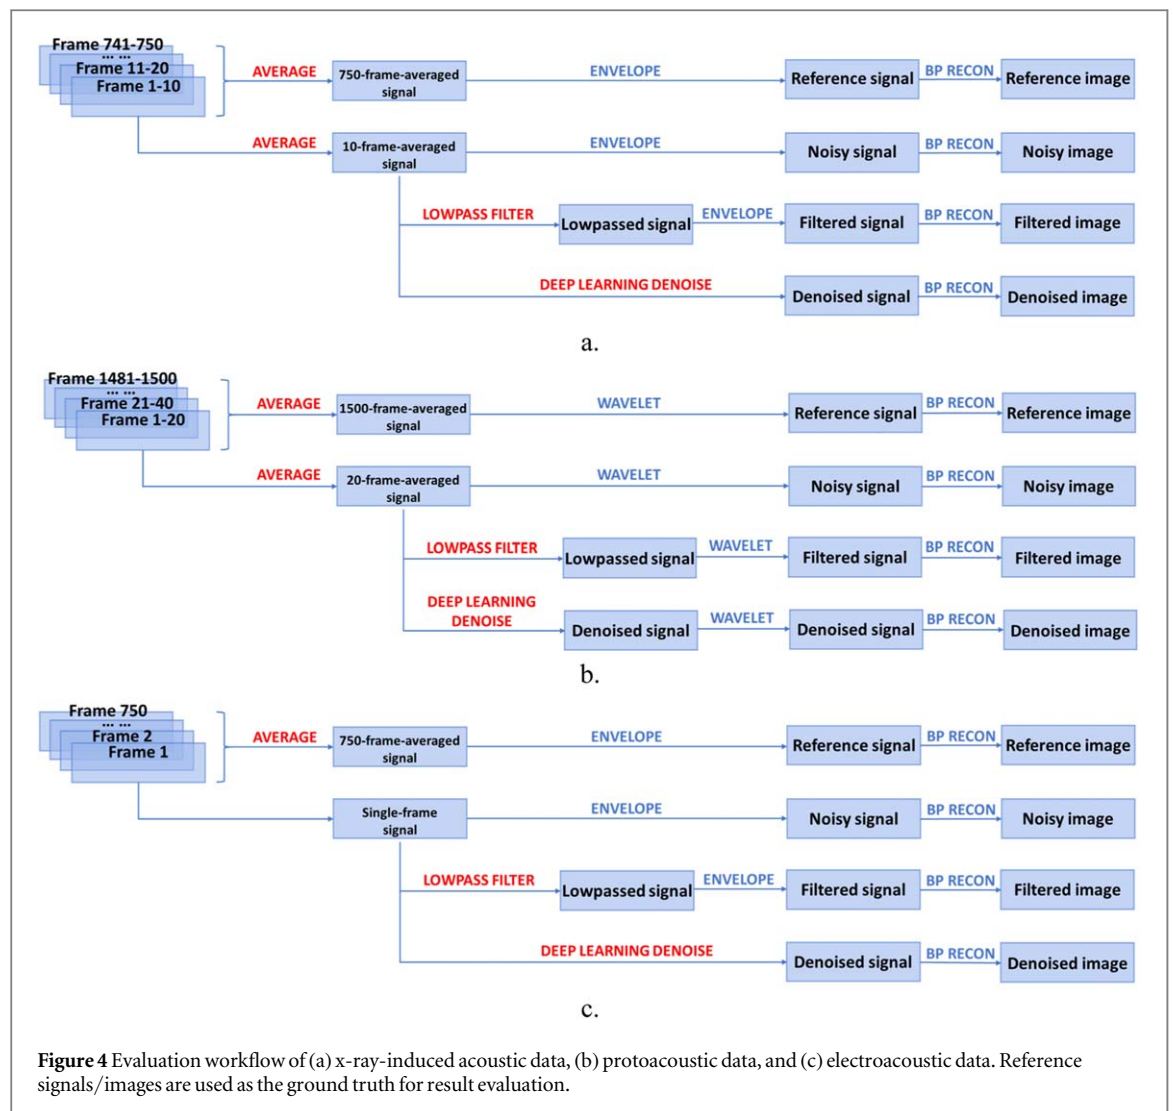 Frame 741-750
... ...
Frame 11-20
Frame 1-10
AVERAGE
750-frame-averaged
signal
ENVELOPE
Reference signal
BP RECON
Reference image
AVERAGE
10-frame-averaged
signal
ENVELOPE
Noisy signal
BP RECON
Noisy image
LOWPASS FILTER
Lowpassed signal
ENVELOPE
Filtered signal
BP RECON
Filtered image
DEEP LEARNING DENOISE
Denoised signal
BP RECON
Denoised image
a.
Frame 1481-1500
... ...
Frame 21-40
Frame 1-20
AVERAGE
1500-frame-averaged
signal
WAVELET
Reference signal
BP RECON
Reference image
AVERAGE
20-frame-averaged
signal
WAVELET
Noisy signal
BP RECON
Noisy image
LOWPASS FILTER
Lowpassed signal
WAVELET
Filtered signal
BP RECON
Filtered image
DEEP LEARNING
DENOISE
Denoised signal
WAVELET
Denoised signal
BP RECON
Denoised image
b.
Frame 750
... ...
Frame 2
Frame 1
AVERAGE
750-frame-averaged
signal
ENVELOPE
Reference signal
BP RECON
Reference image
Single-frame
signal
ENVELOPE
Noisy signal
BP RECON
Noisy image
LOWPASS FILTER
Lowpassed signal
ENVELOPE
Filtered signal
BP RECON
Filtered image
DEEP LEARNING DENOISE
Denoised signal
BP RECON
Denoised image
c.
Figure 4 Evaluation workflow of (a) x-ray-induced acoustic data, (b) protoacoustic data, and (c) electroacoustic data. Reference
signals/images are used as the ground truth for result evaluation.